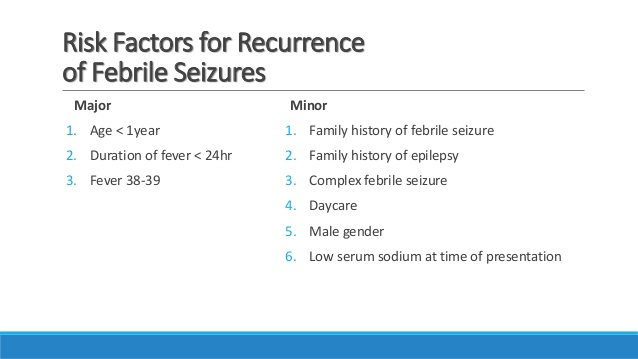 Risk Factors for Recurrence
of Febrile Seizures
Major
1. Age < 1year
2. Duration of fever < 24hr
3. Fever 38-39
Minor
1. Family history of febrile seizure
2. Family history of epilepsy
3. Complex febrile seizure
4. Daycare
5. Male gender
6. Low serum sodium at time of presentation